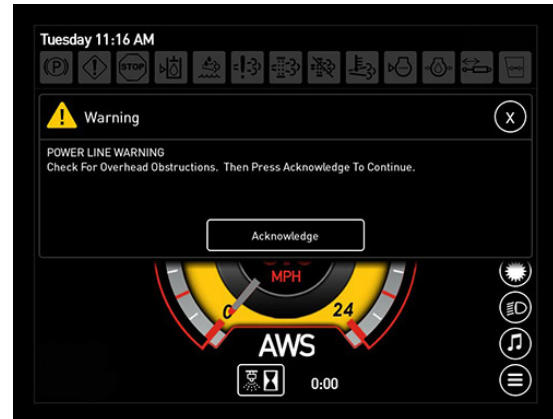 Tuesday 11:16 AM
(P)
STOP
Warning
X
POWER LINE WARNING
Check For Overhead Obstructions. Then Press Acknowledge To Continue.
Acknowledge
MPH
0
24
AWS
0:00